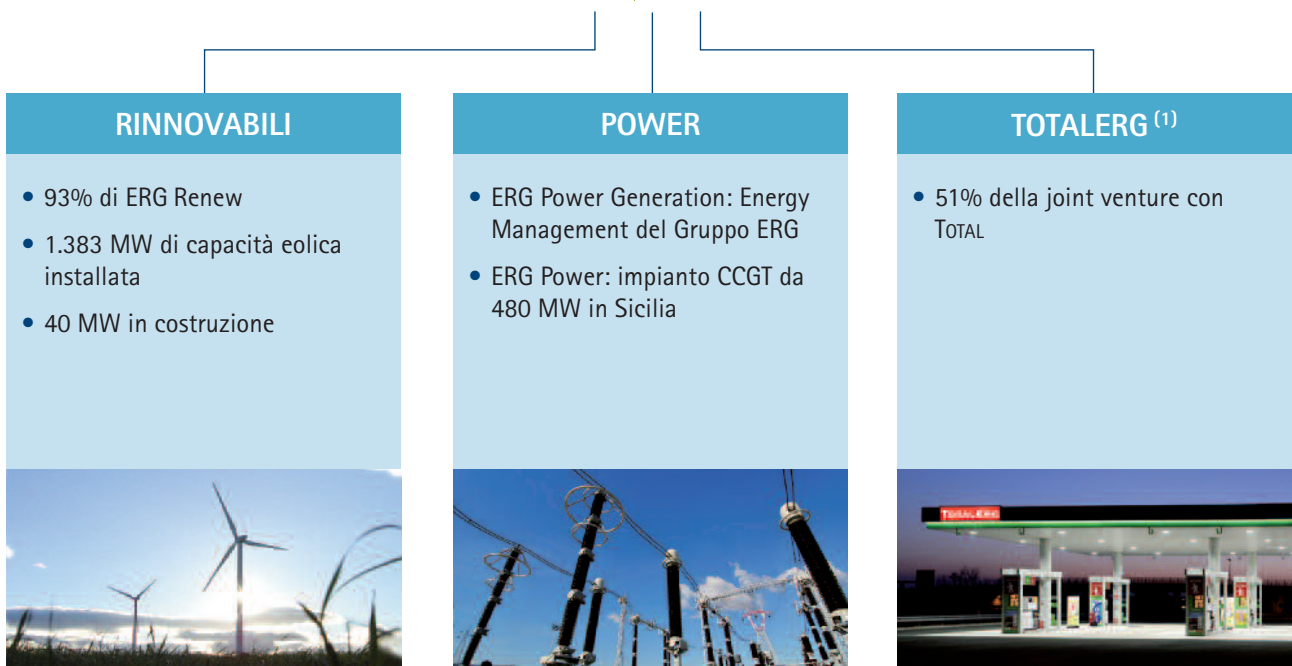 RINNOVABILI
• 93% di ERG Renew
• 1.383 MW di capacità eolica
installata
• 40 MW in costruzione
POWER
• ERG Power Generation: Energy
Management del Gruppo ERG
• ERG Power: impianto CCGT da
480 MW in Sicilia
TOTALERG (1)
• 51% della joint venture con
TOTAL
TOTALERG